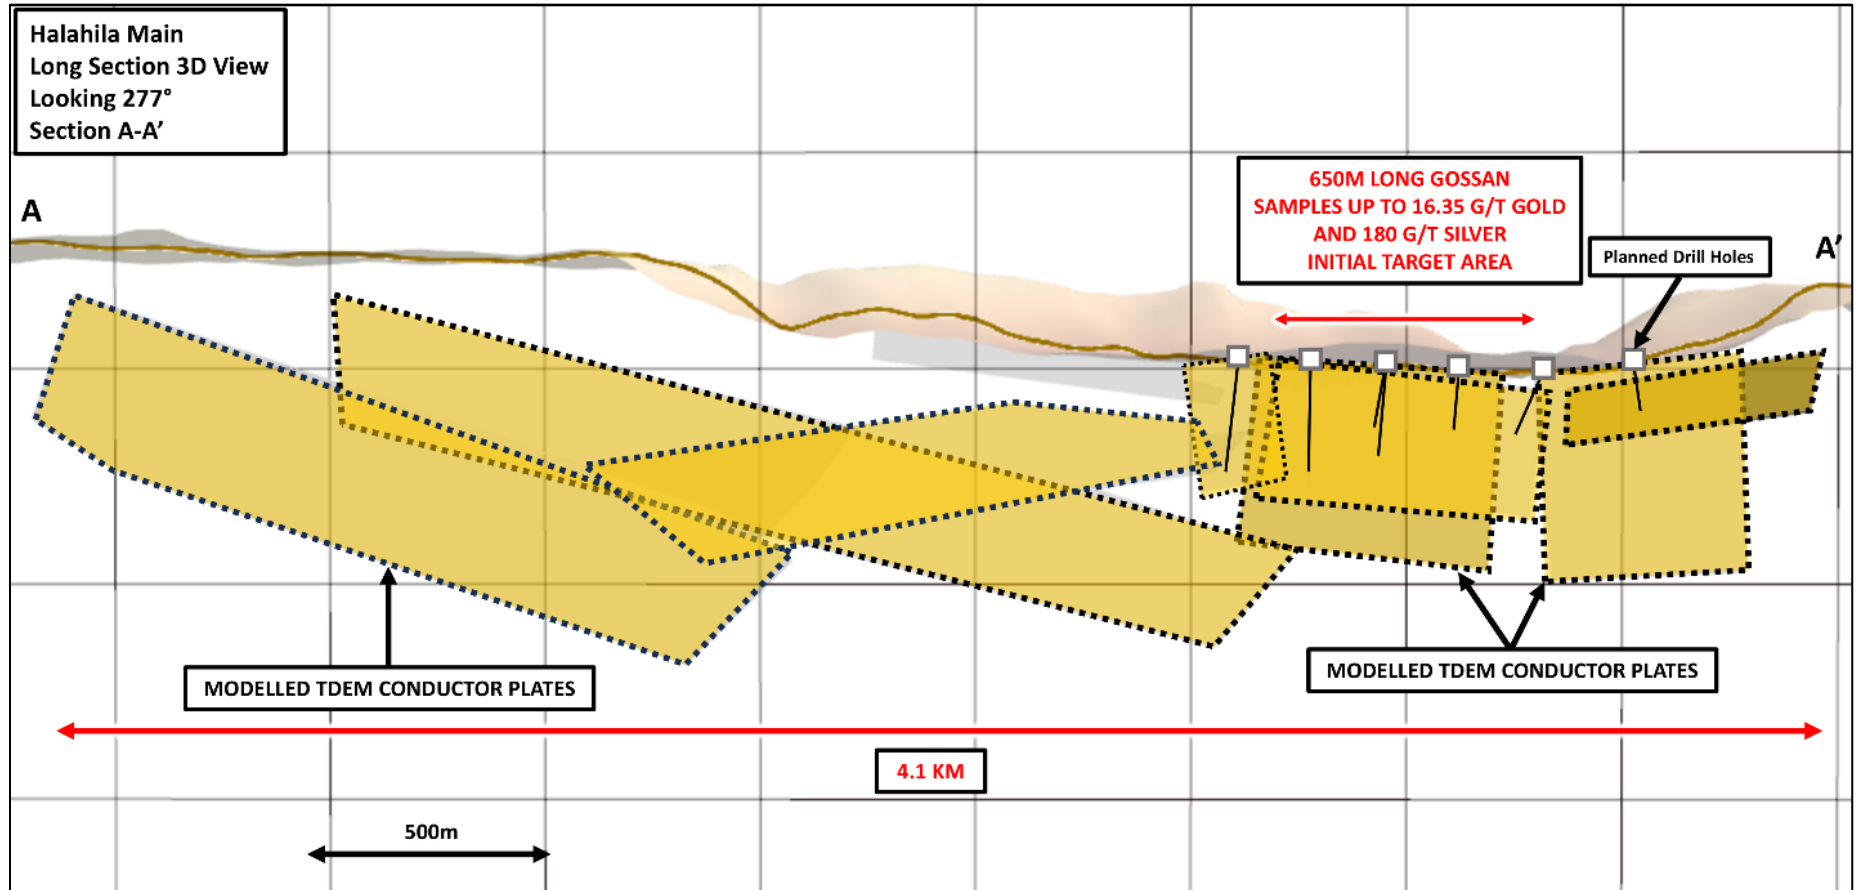 Halahila Main
Long Section 3D View
Looking 277°
Section A-A’
A
650M LONG GOSSAN
SAMPLES UP TO 16.35 G/T GOLD
AND 180 G/T SILVER
INITIAL TARGET AREA
Planned Drill Holes
A’
MODELLED TDEM CONDUCTOR PLATES
MODELLED TDEM CONDUCTOR PLATES
4.1 KM
500m